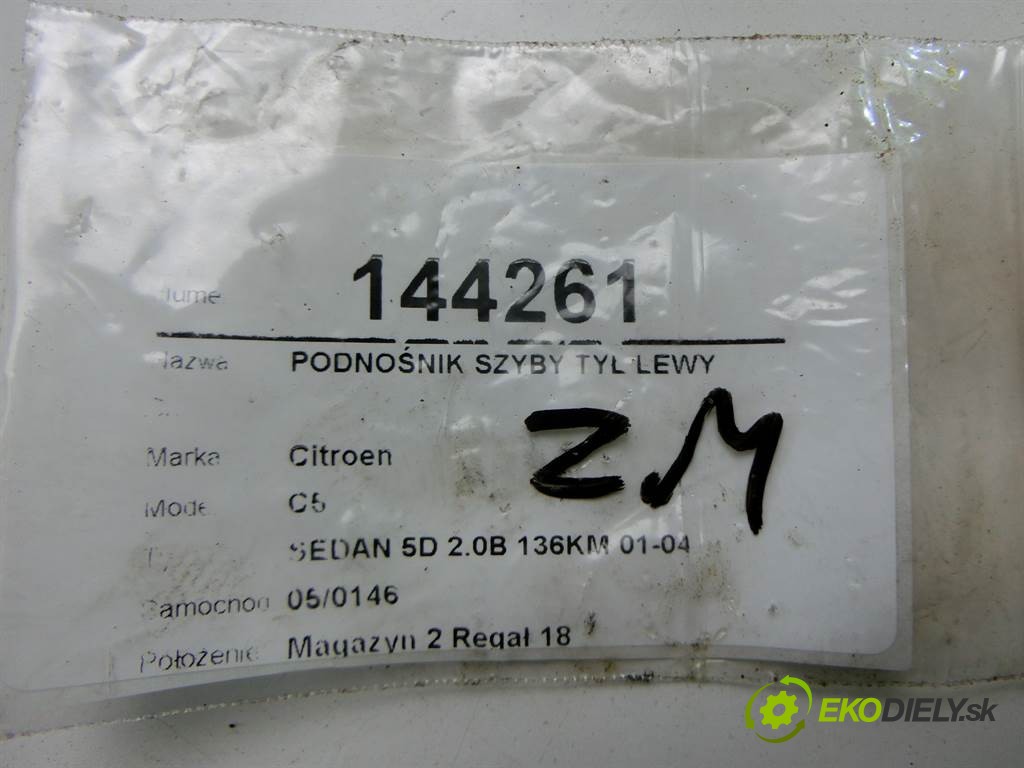 144261
Nazwa PODNOŚNIK SZYBY TYŁ LEWY
ZM
Marka Citroen
C5
SEDAN 5D 2.0B 136KM 01-04
05/0146
Położenie Magazyn 2 Regał 18
EKODIELY.sk